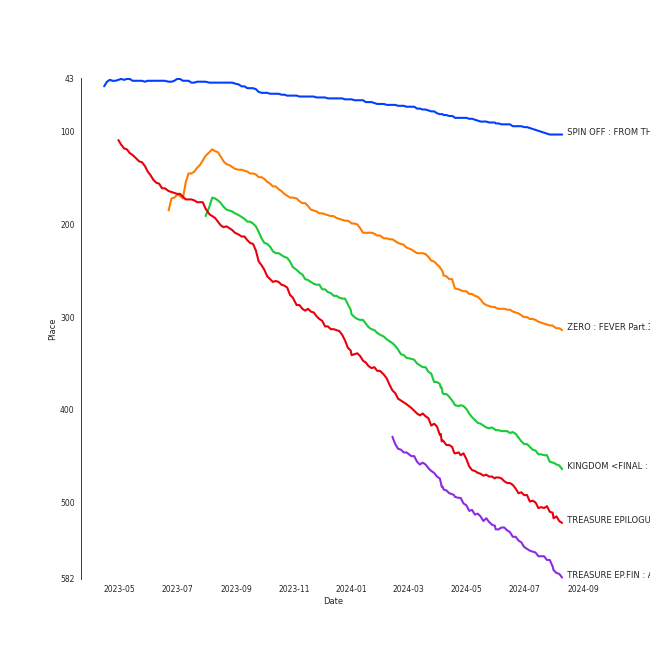 43
100
200
300
400
500
582
Place
SPIN OFF : FROM TH
ZERO : FEVER Part.3
KINGDOM <FINAL :
TREASURE EPILOGU
TREASURE EP.FIN : A
2023-05 2023-07 2023-09 2023-11 2024-01 2024-03 2024-05 2024-07 2024-09
Date